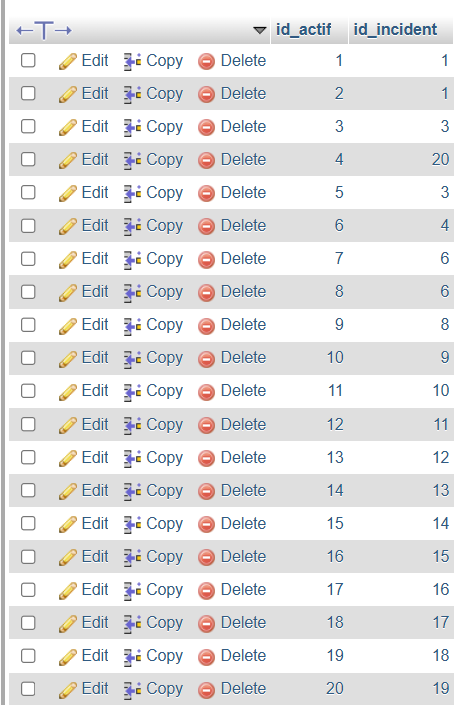 id_actif id_incident
Edit Copy Delete 1 1
Edit Copy Delete 2 1
Edit Copy Delete 3 3
Edit Copy Delete 4 20
Edit Copy Delete 5 3
Edit Copy Delete 6 4
Edit Copy Delete 7 6
Edit Copy Delete 8 6
Edit Copy Delete 9 8
Edit Copy Delete 10 9
Edit Copy Delete 11 10
Edit Copy Delete 12 11
Edit Copy Delete 13 12
Edit Copy Delete 14 13
Edit Copy Delete 15 14
Edit Copy Delete 16 15
Edit Copy Delete 17 16
Edit Copy Delete 18 17
Edit Copy Delete 19 18
Edit Copy Delete 20 19